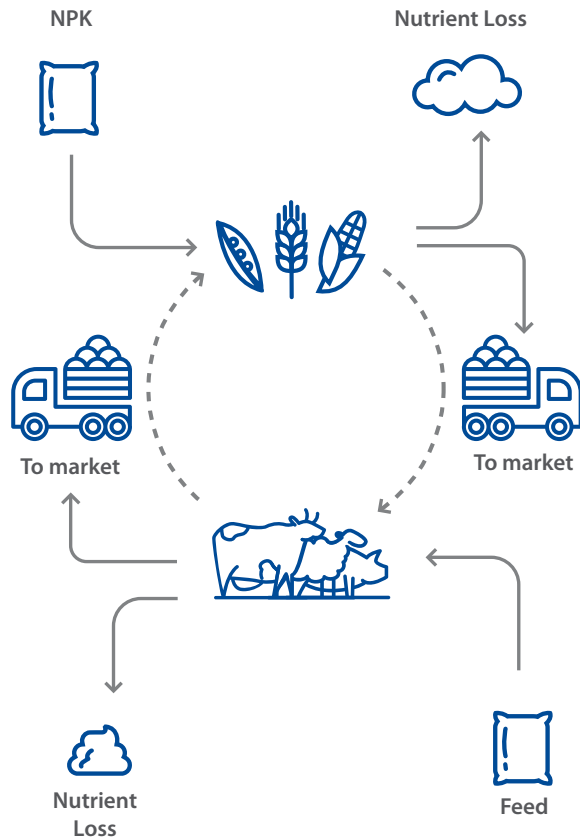 NPK
Nutrient Loss
To market
To market
Nutrient
Loss
Feed